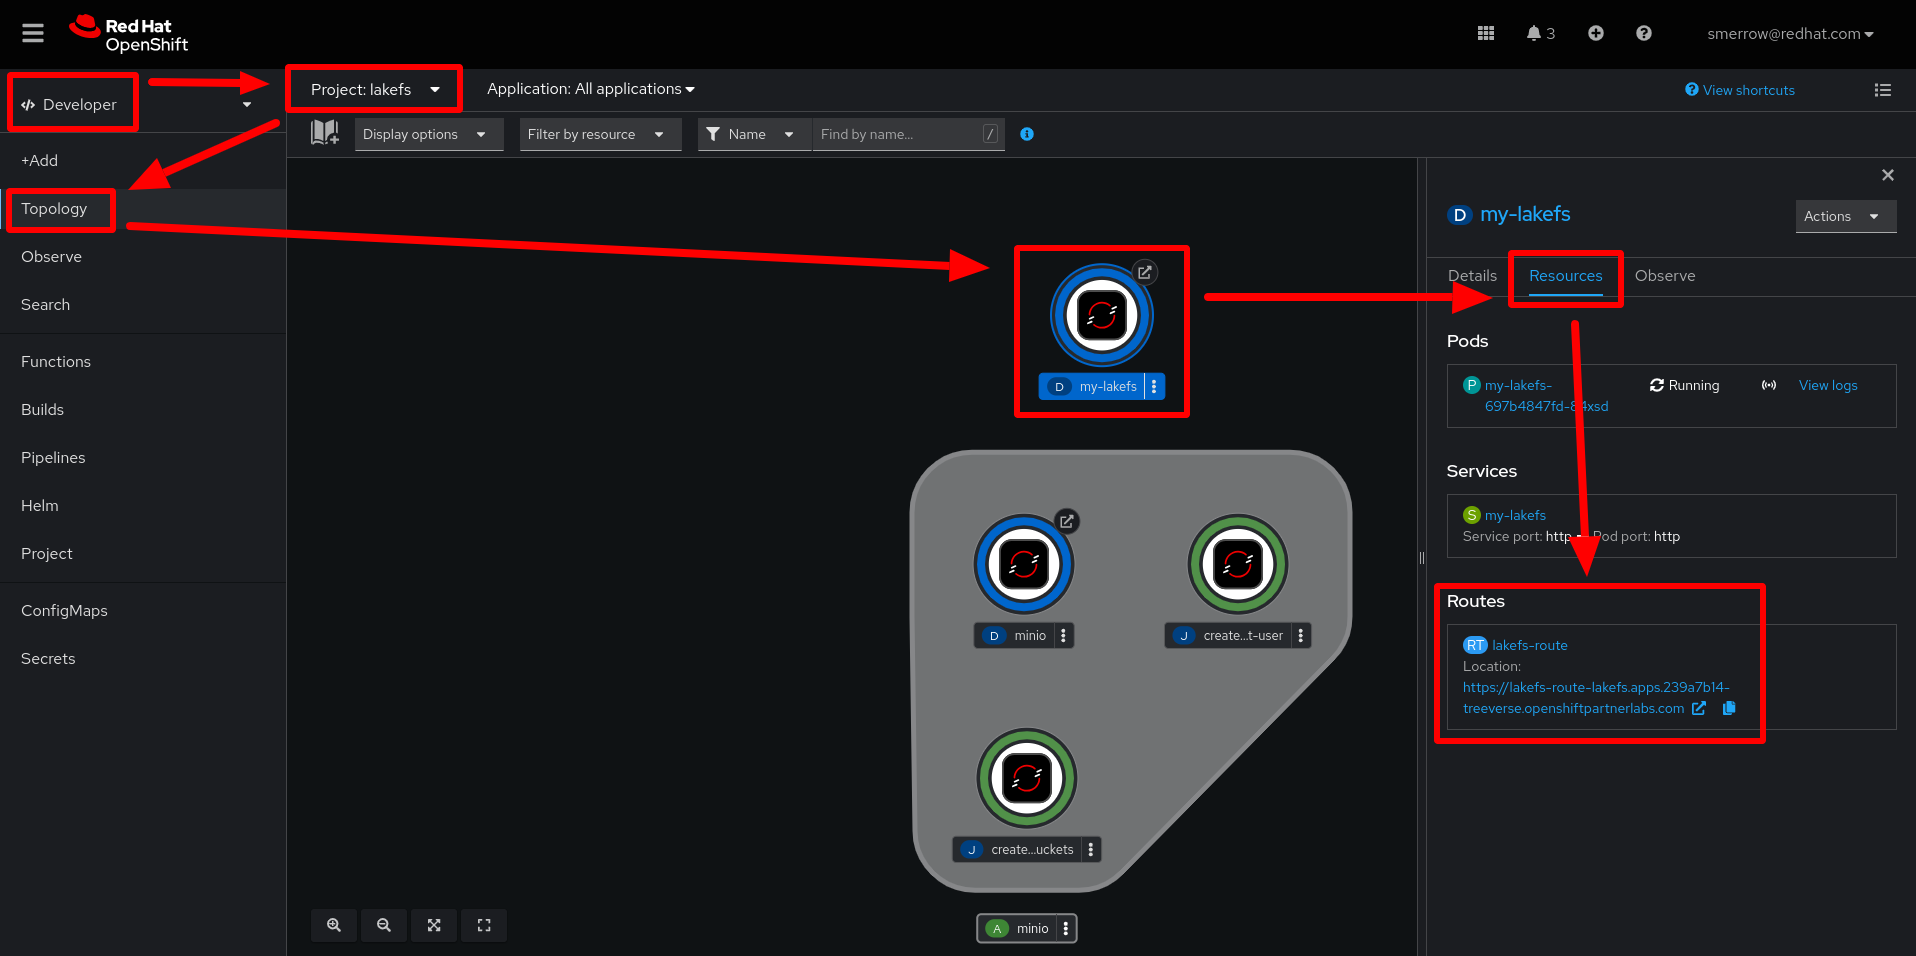 Red Hat
OpenShift
3
smerrow@redhat.com
Developer
Project: lakefs
Application: All applications
View shortcuts
Display options
Filter by resource
Name
Find by name...
/
+Add
Topology
Observe
Search
Functions
Builds
Pipelines
Helm
Project
ConfigMaps
Secrets
D my-lakefs
D minio
J create...t-user
J create...uckets
A minio
D my-lakefs
Actions
Details
Resources
Observe
Pods
P my-lakefs-
697b4847fd-84xsd
Running
View logs
Services
S my-lakefs
Service port: http Pod port: http
Routes
RT lakefs-route
Location:
https://lakefs-route-lakefs.apps.239a7b14-
treeverse.openshiftpartnerlabs.com